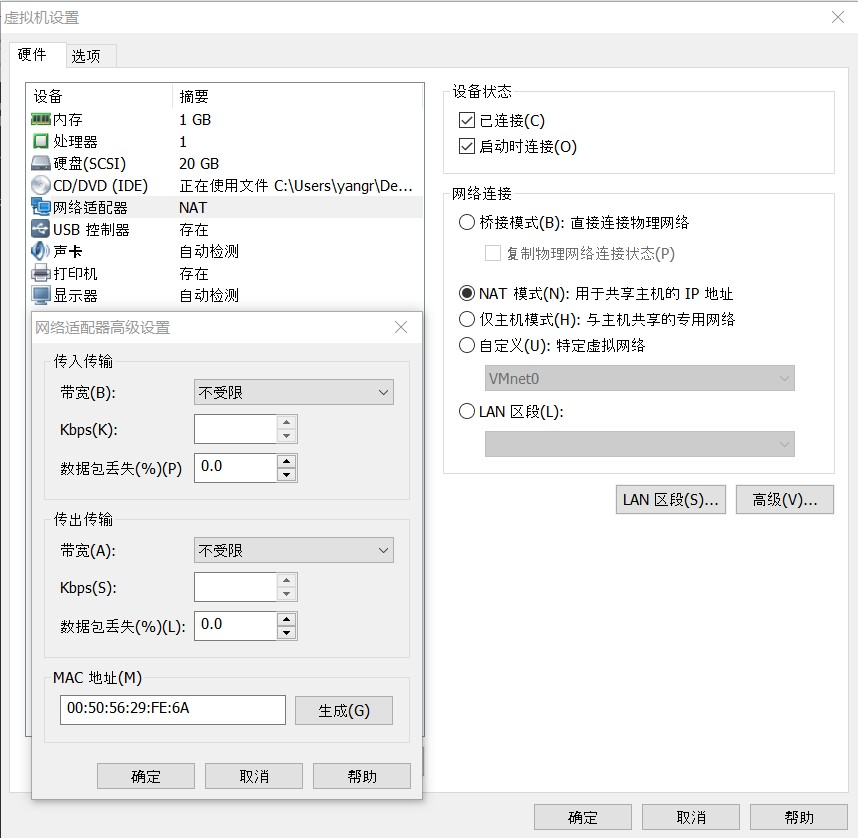 虚拟机设置
硬件 选项
设备 摘要
内存 1 GB
处理器 1
硬盘(SCSI) 20 GB
CD/DVD (IDE) 正在使用文件 C:\Users\yangr\De...
网络适配器 NAT
USB 控制器 存在
声卡 自动检测
打印机 存在
显示器 自动检测
网络适配器高级设置
传入传输
带宽(B): 不受限
Kbps(K):
数据包丢失(%)(P) 0.0
传出传输
带宽(A): 不受限
Kbps(S):
数据包丢失(%)(L): 0.0
MAC 地址(M)
00:50:56:29:FE:6A 生成(G)
确定 取消 帮助
设备状态
已连接(C)
启动时连接(O)
网络连接
桥接模式(B): 直接连接物理网络
复制物理网络连接状态(P)
NAT 模式(N): 用于共享主机的 IP 地址
仅主机模式(H): 与主机共享的专用网络
自定义(U): 特定虚拟网络
VMnet0
LAN 区段(L):
LAN 区段(S)... 高级(V)...
确定 取消 帮助